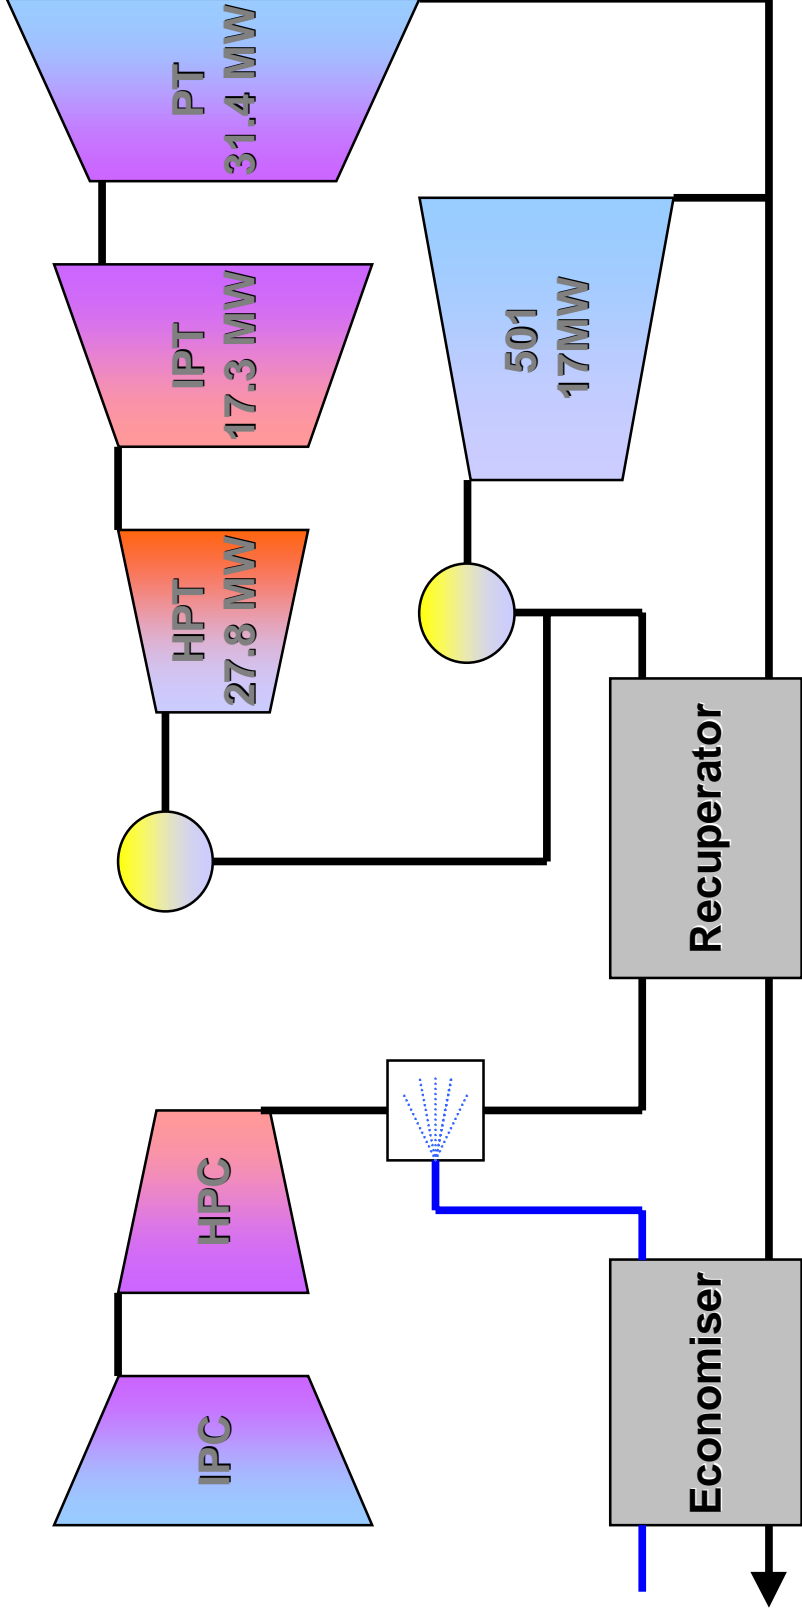 IPC
HPC
HPT
27.8 MW
IPT
17.3 MW
PT
31.4 MW
501
17MW
Economiser
Recuperator